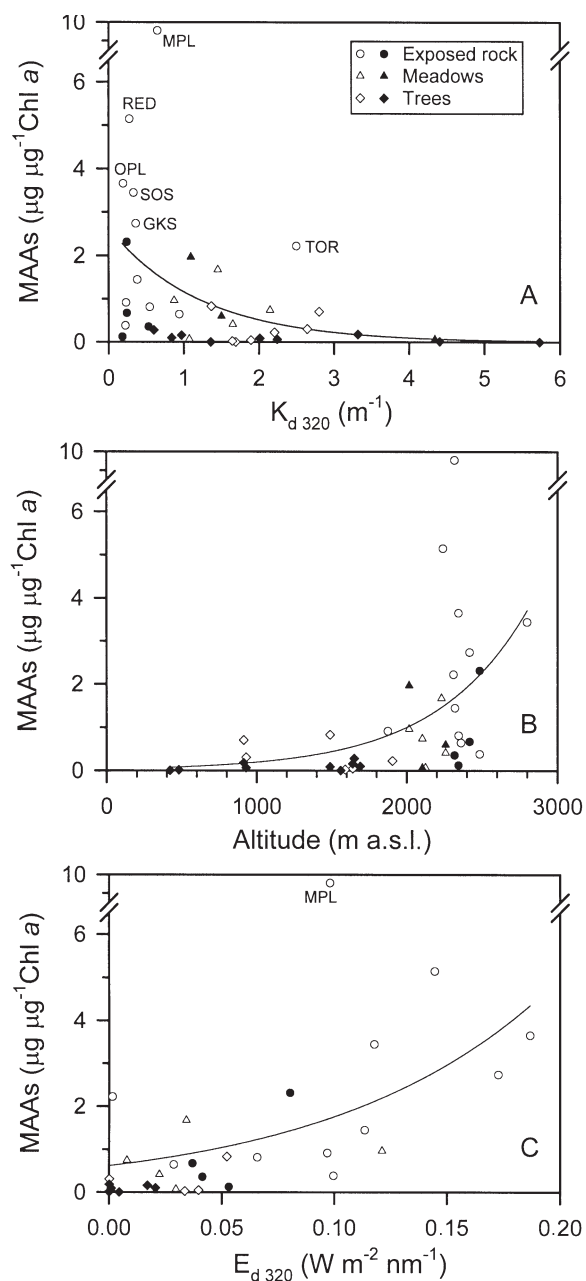 10
MPL
Exposed rock
Meadows
Trees
6
RED
4
OPL
SOS
GKS
TOR
2
A
0
0 1 2 3 4 5 6
K d 320 (m⁻¹)
MAAs (µg µg⁻¹Chl a)
10
6
4
2
B
0
0 1000 2000 3000
Altitude (m a.s.l.)
MAAs (µg µg⁻¹Chl a)
10
MPL
6
4
2
C
0
0.00 0.05 0.10 0.15 0.20
E d 320 (W m⁻² nm⁻¹)
MAAs (µg µg⁻¹Chl a)